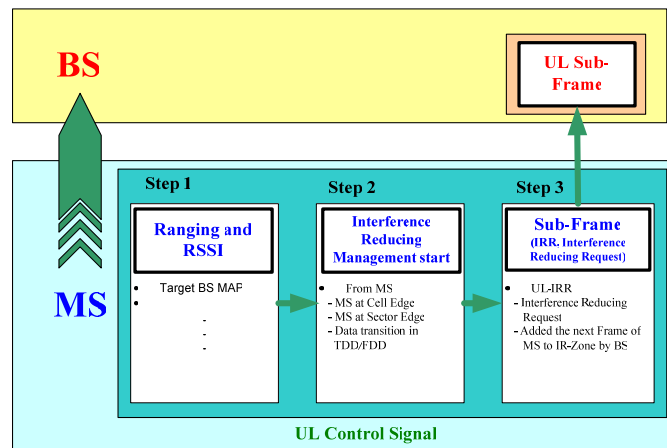 BS
UL Sub-
Frame
MS
Step 1
Ranging and
RSSI
• Target BS MAP
•
-
-
-
Step 2
Interference
Reducing
Management start
• From MS
- MS at Cell Edge
- MS at Sector Edge
- Data transition in
TDD/FDD
Step 3
Sub-Frame
(IRR. Interference
Reducing Request)
• UL-IRR
- Interference Reducing
Request
- Added the next Frame of
MS to IR-Zone by BS
UL Control Signal